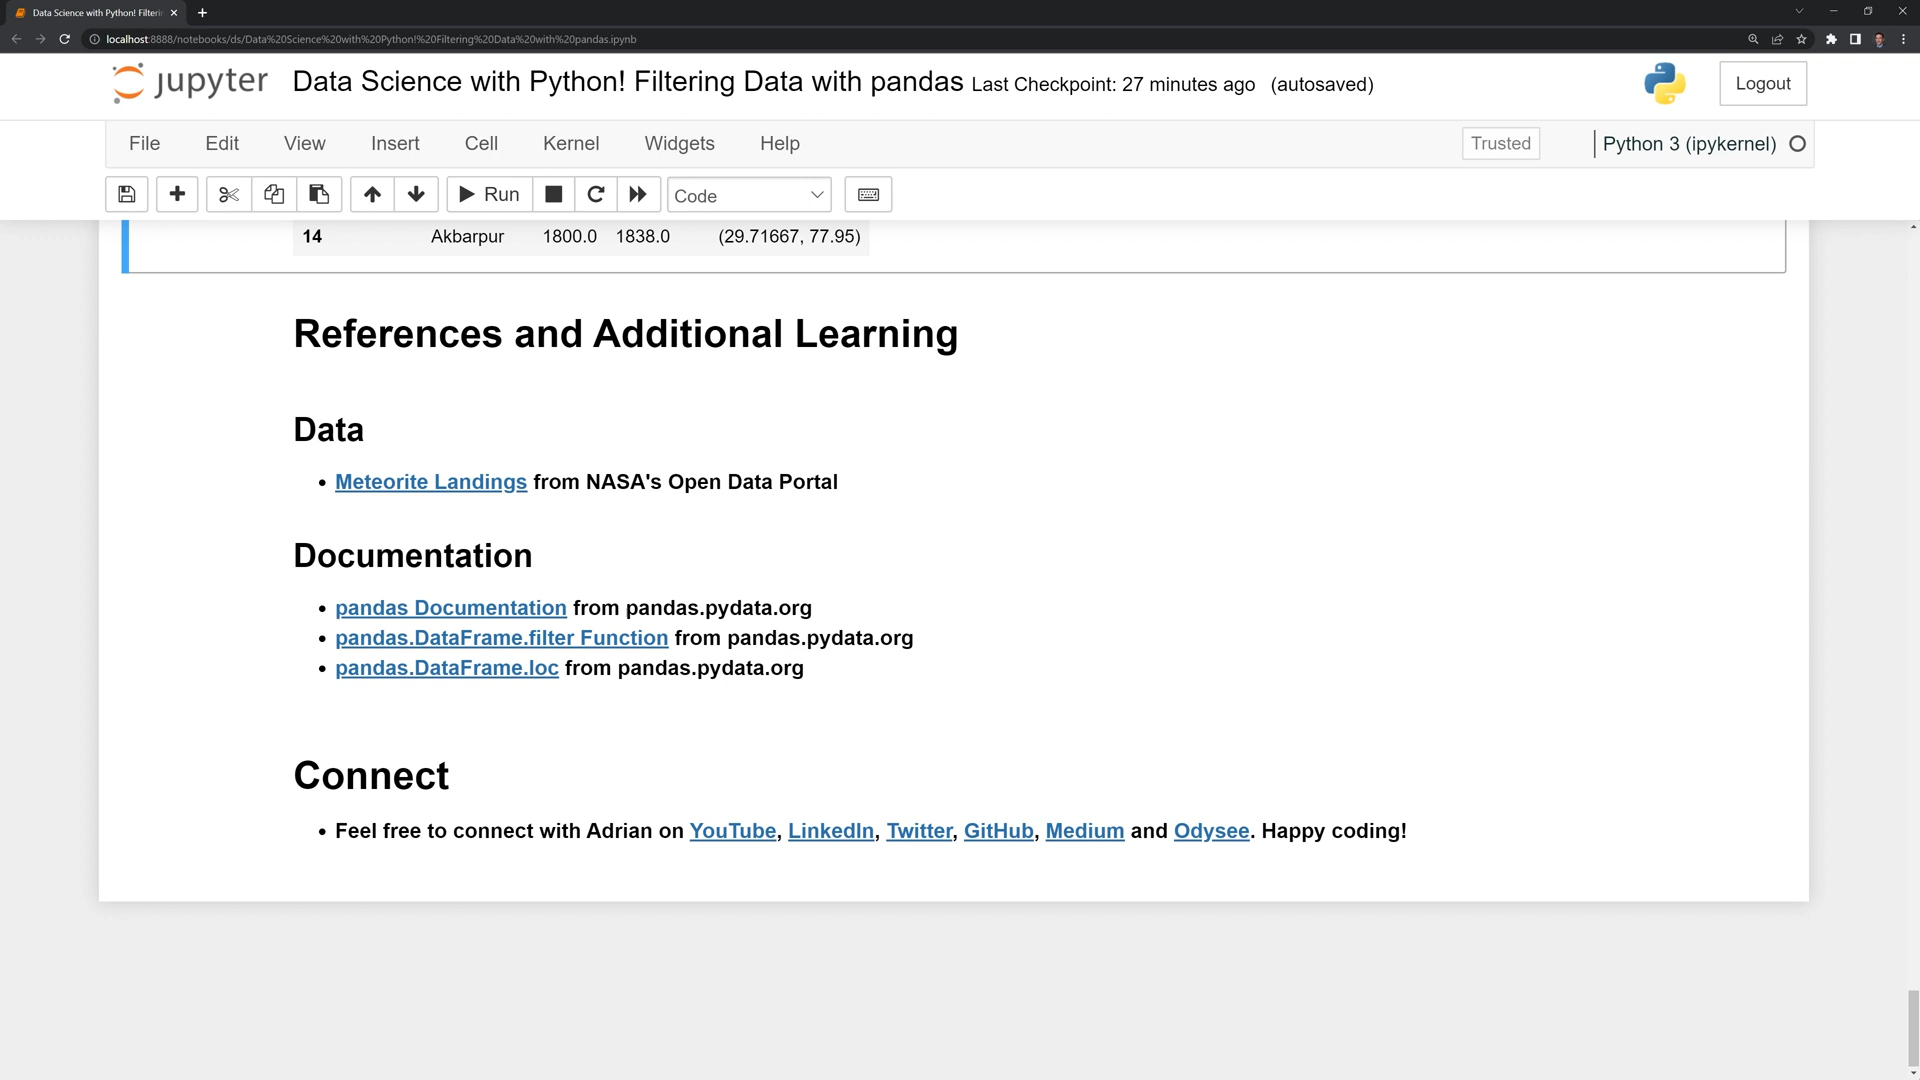 Data Science with Python! Filterin
localhost:8888/notebooks/ds/Data%20Science%20with%20Python!%20Filtering%20Data%20with%20pandas.ipynb
jupyter Data Science with Python! Filtering Data with pandas Last Checkpoint: 27 minutes ago (autosaved) Logout
File Edit View Insert Cell Kernel Widgets Help Trusted Python 3 (ipykernel)
Run Code
14 Akbarpur 1800.0 1838.0 (29.71667, 77.95)
References and Additional Learning
Data
• Meteorite Landings from NASA's Open Data Portal
Documentation
• pandas Documentation from pandas.pydata.org
• pandas.DataFrame.filter Function from pandas.pydata.org
• pandas.DataFrame.loc from pandas.pydata.org
Connect
• Feel free to connect with Adrian on YouTube, LinkedIn, Twitter, GitHub, Medium and Odysee. Happy coding!